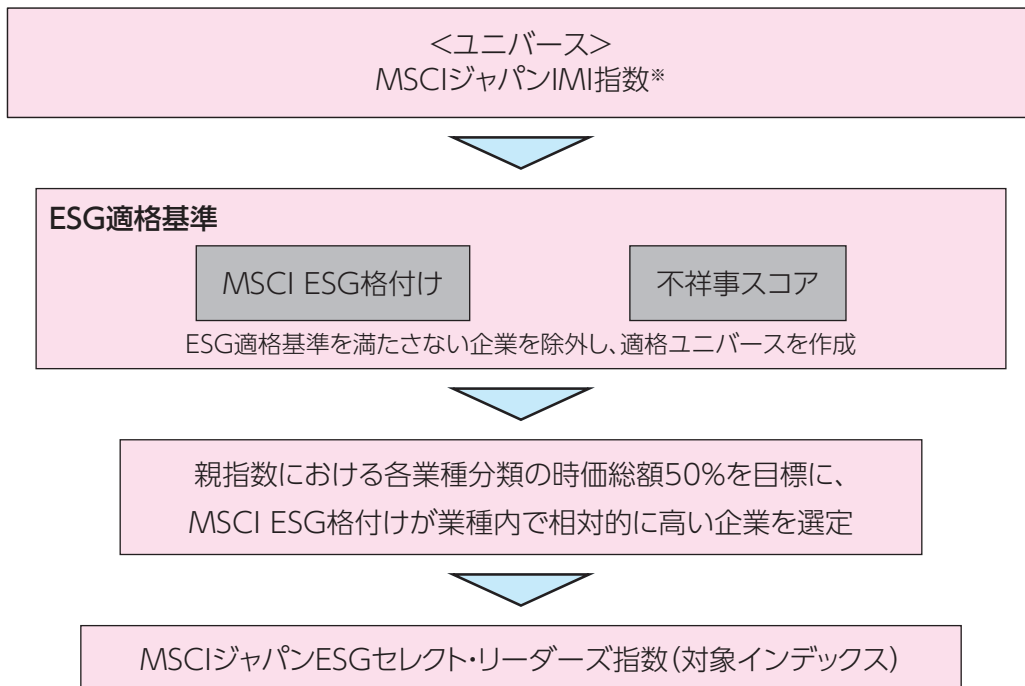 <ユニバース>
MSCIジャパンIMI指数※
ESG適格基準
MSCI ESG格付け
不祥事スコア
ESG適格基準を満たさない企業を除外し、適格ユニバースを作成
親指数における各業種分類の時価総額50%を目標に、
MSCI ESG格付けが業種内で相対的に高い企業を選定
MSCIジャパンESGセレクト・リーダーズ指数(対象インデックス)